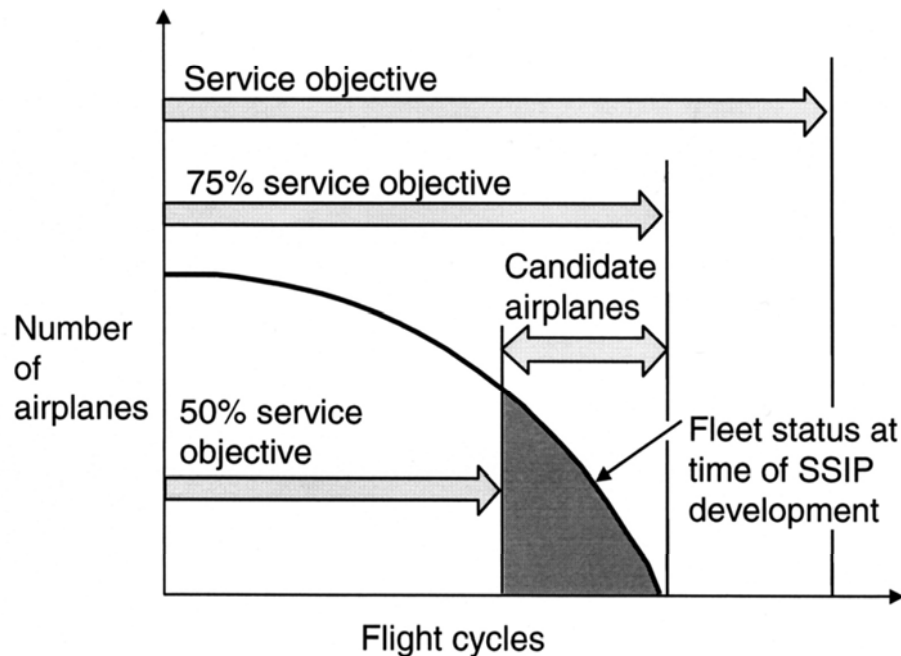 Service objective
75% service objective
Candidate
airplanes
Number
of
airplanes
50% service
objective
Fleet status at
time of SSIP
development
Flight cycles